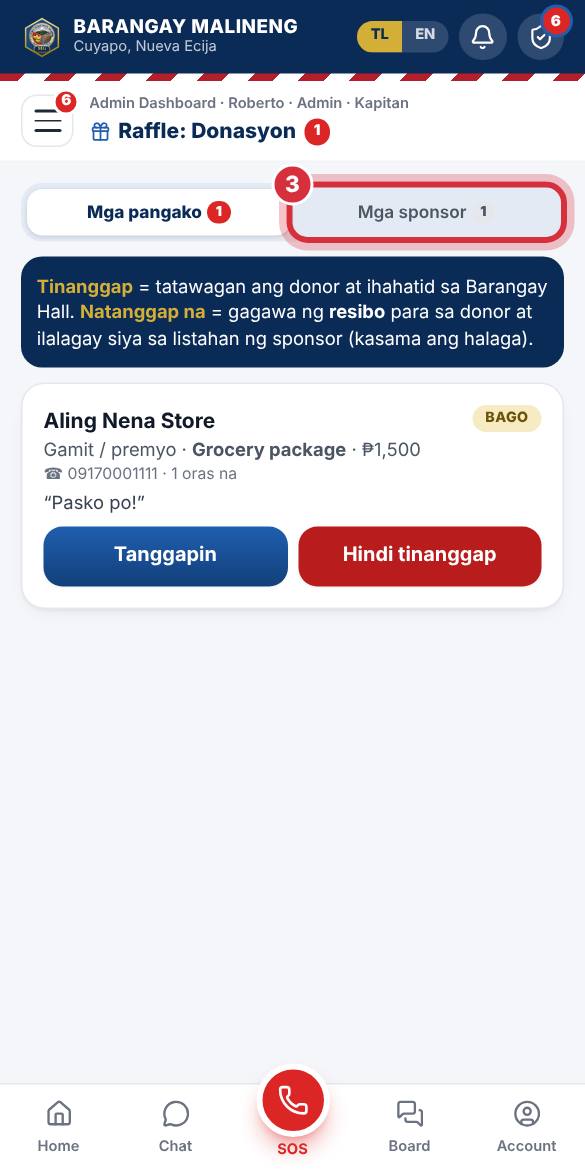 BARANGAY MALINENG
Cuyapo, Nueva Ecija
TL EN
6
6
Admin Dashboard · Roberto · Admin · Kapitan
Raffle: Donasyon 1
3
Mga pangako 1
Mga sponsor 1
Tinanggap = tatawagan ang donor at ihahatid sa Barangay
Hall. Natanggap na = gagawa ng resibo para sa donor at
ilalagay siya sa listahan ng sponsor (kasama ang halaga).
Aling Nena Store
BAGO
Gamit / premyo · Grocery package · ₱1,500
☎ 09170001111 · 1 oras na
“Pasko po!”
Tanggapin
Hindi tinanggap
Home
Chat
SOS
Board
Account